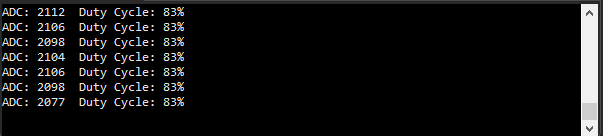 ADC: 2112  Duty Cycle: 83%
ADC: 2106  Duty Cycle: 83%
ADC: 2098  Duty Cycle: 83%
ADC: 2104  Duty Cycle: 83%
ADC: 2106  Duty Cycle: 83%
ADC: 2098  Duty Cycle: 83%
ADC: 2077  Duty Cycle: 83%